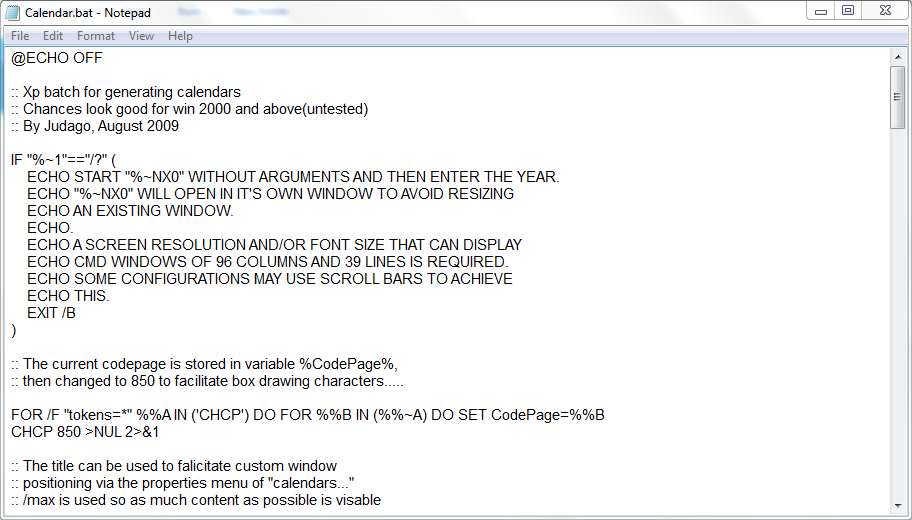 Calendar.bat - Notepad
File Edit Format View Help
@ECHO OFF
:: Xp batch for generating calendars
:: Chances look good for win 2000 and above(untested)
:: By Judago, August 2009
IF "%~1"=="/?" (
ECHO START "%~NX0" WITHOUT ARGUMENTS AND THEN ENTER THE YEAR.
ECHO "%~NX0" WILL OPEN IN IT'S OWN WINDOW TO AVOID RESIZING
ECHO AN EXISTING WINDOW.
ECHO.
ECHO A SCREEN RESOLUTION AND/OR FONT SIZE THAT CAN DISPLAY
ECHO CMD WINDOWS OF 96 COLUMNS AND 39 LINES IS REQUIRED.
ECHO SOME CONFIGURATIONS MAY USE SCROLL BARS TO ACHIEVE
ECHO THIS.
EXIT /B
)
:: The current codepage is stored in variable %CodePage%,
:: then changed to 850 to facilitate box drawing characters.....
FOR /F "tokens=*" %%A IN ('CHCP') DO FOR %%B IN (%%~A) DO SET CodePage=%%B
CHCP 850 >NUL 2>&1
:: The title can be used to falicitate custom window
:: positioning via the properties menu of "calendars..."
:: /max is used so as much content as possible is visable